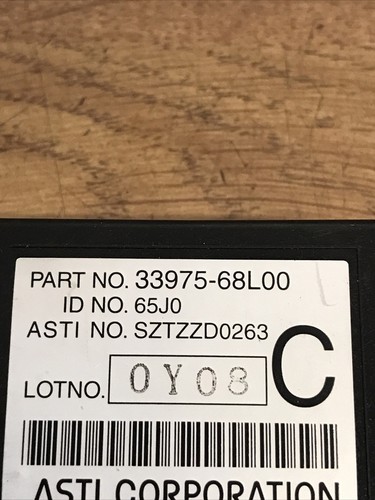 PART NO. 33975-68L00
ID NO. 65J0
ASTI NO. SZTZZD0263
C
LOTNO. 0Y08
ASTI CORPORATION